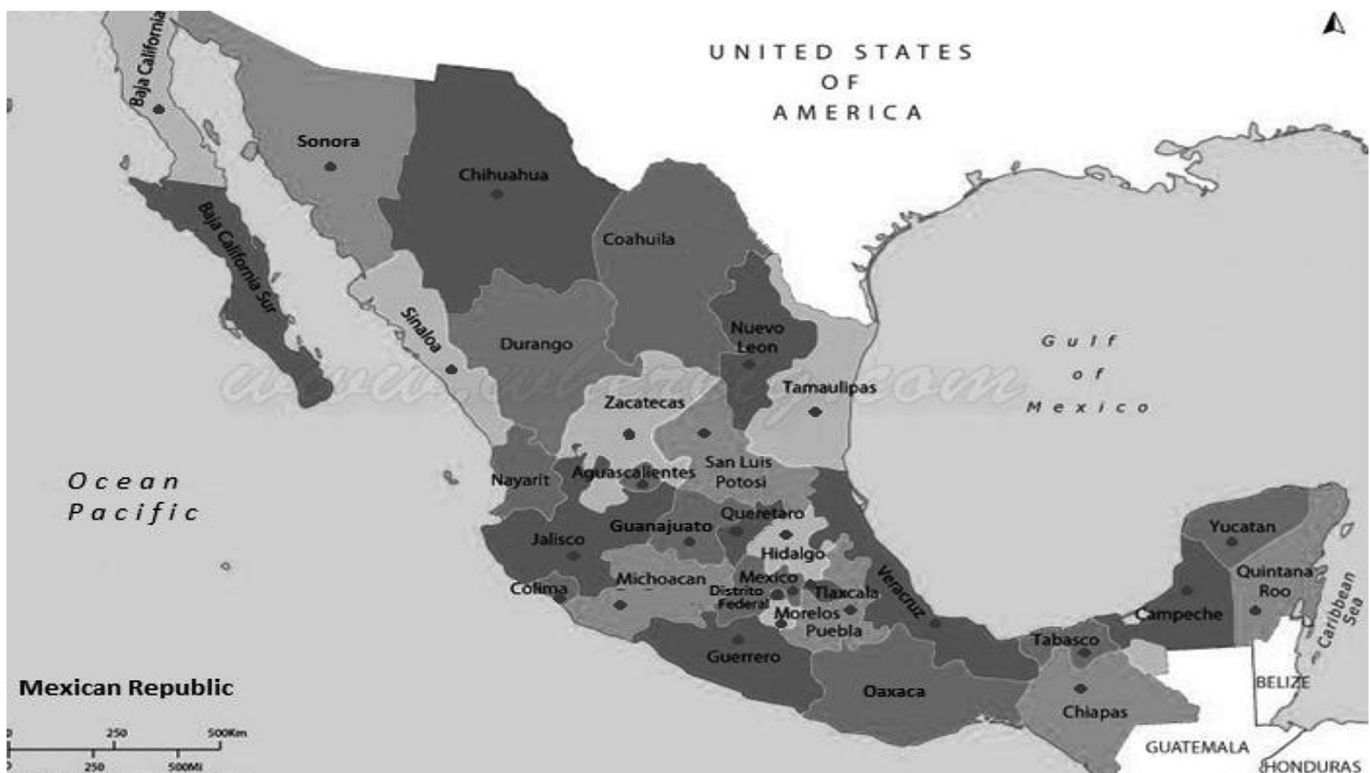 UNITED STATES
OF
AMERICA
Baja California
Sonora
Chihuahua
Coahuila
Baja California Sur
Sinaloa
Durango
Nuevo
Leon
Gulf
of
Mexico
Tamaulipas
Zacatecas
Nayarit
Aguascalientes
San Luis
Potosi
Ocean
Pacific
Jalisco
Guanajuato
Queretaro
Hidalgo
Yucatan
Colima
Michoacan
Mexico
Distrito
Federal
Tlaxcala
Morelos
Puebla
Veracruz
Quintana
Roo
Campeche
Caribbean
Sea
Tabasco
Guerrero
Oaxaca
Chiapas
BELIZE
GUATEMALA
HONDURAS
Mexican Republic
0 250 500Km
0 250 500Mi